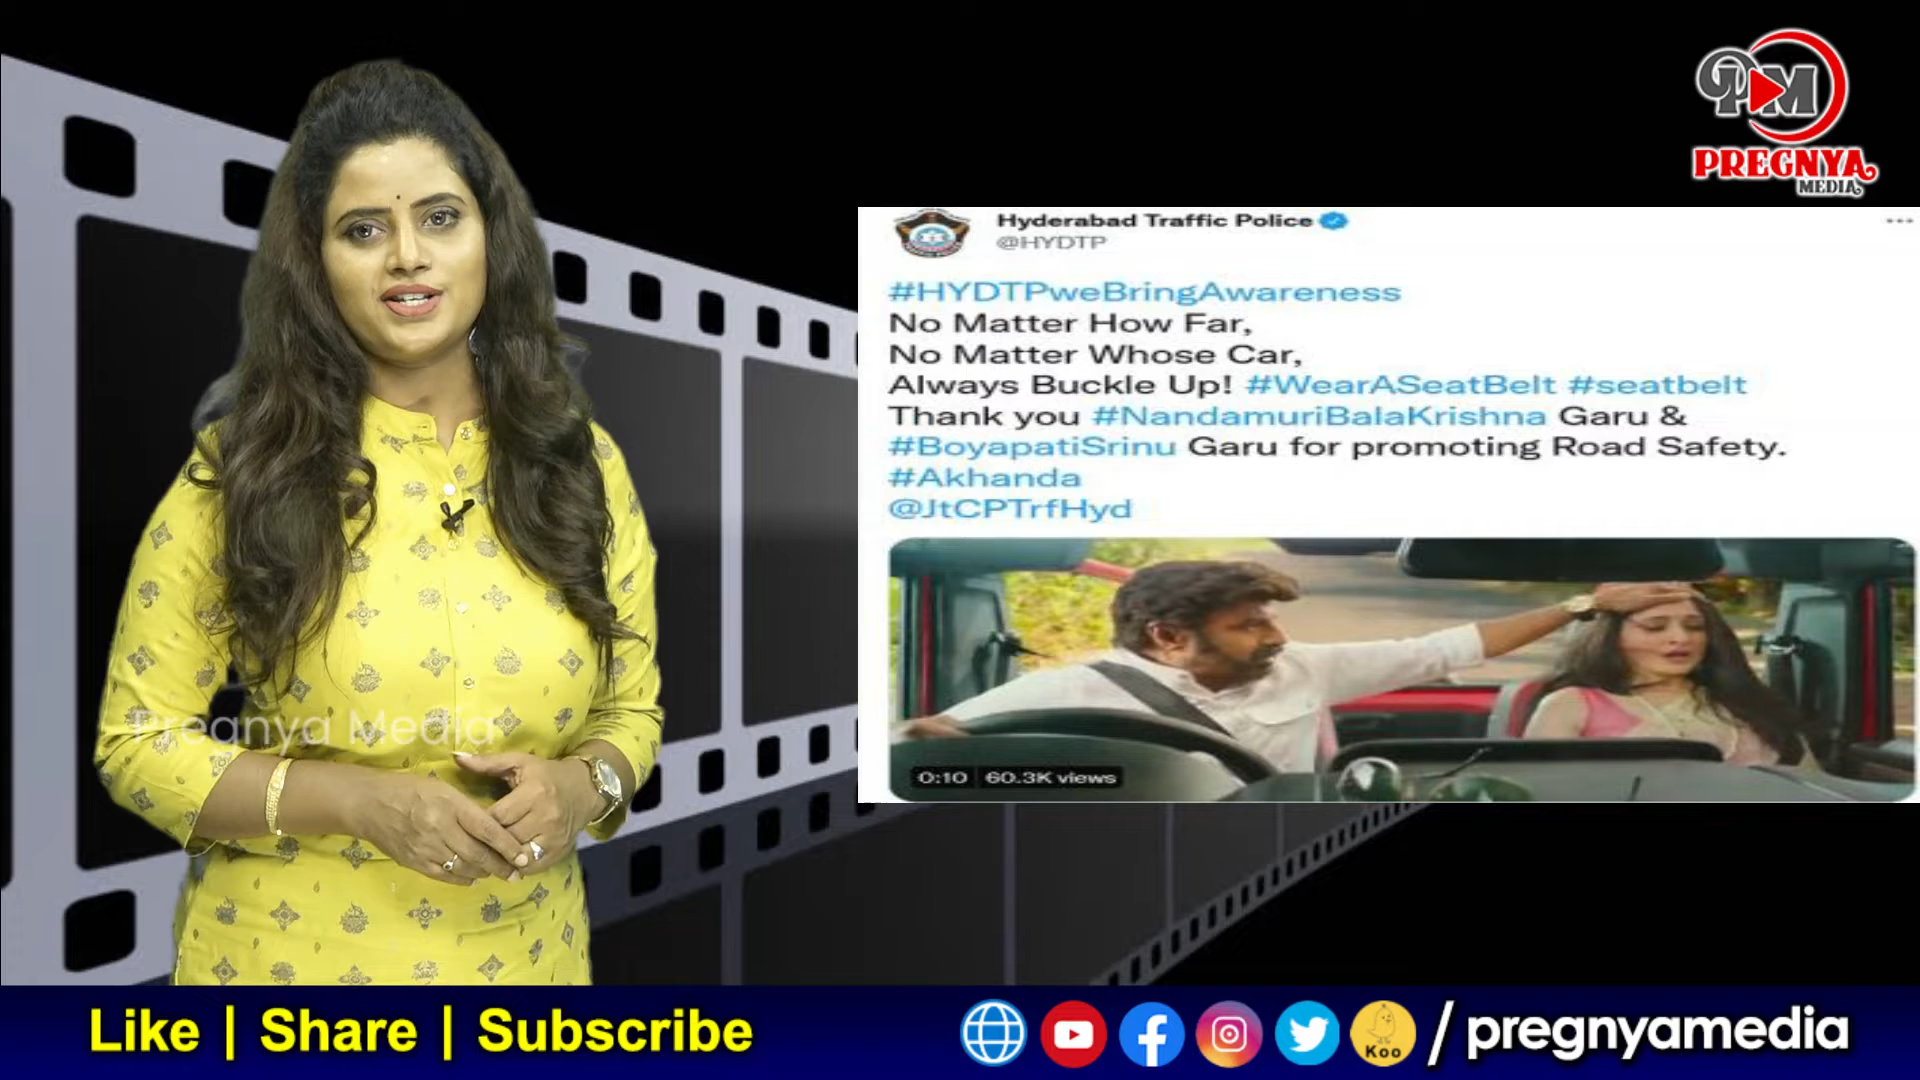 PM
PREGNYA
MEDIA
Hyderabad Traffic Police
@HYDTP
#HYDTPweBringAwareness
No Matter How Far,
No Matter Whose Car,
Always Buckle Up! #WearASeatBelt #seatbelt
Thank you #NandamuriBalaKrishna Garu &
#BoyapatiSrinu Garu for promoting Road Safety.
#Akhanda
@JtCPTrfHyd
0:10 60.3K views
Pregnya Media
Like | Share | Subscribe
Koo
/pregnyamedia